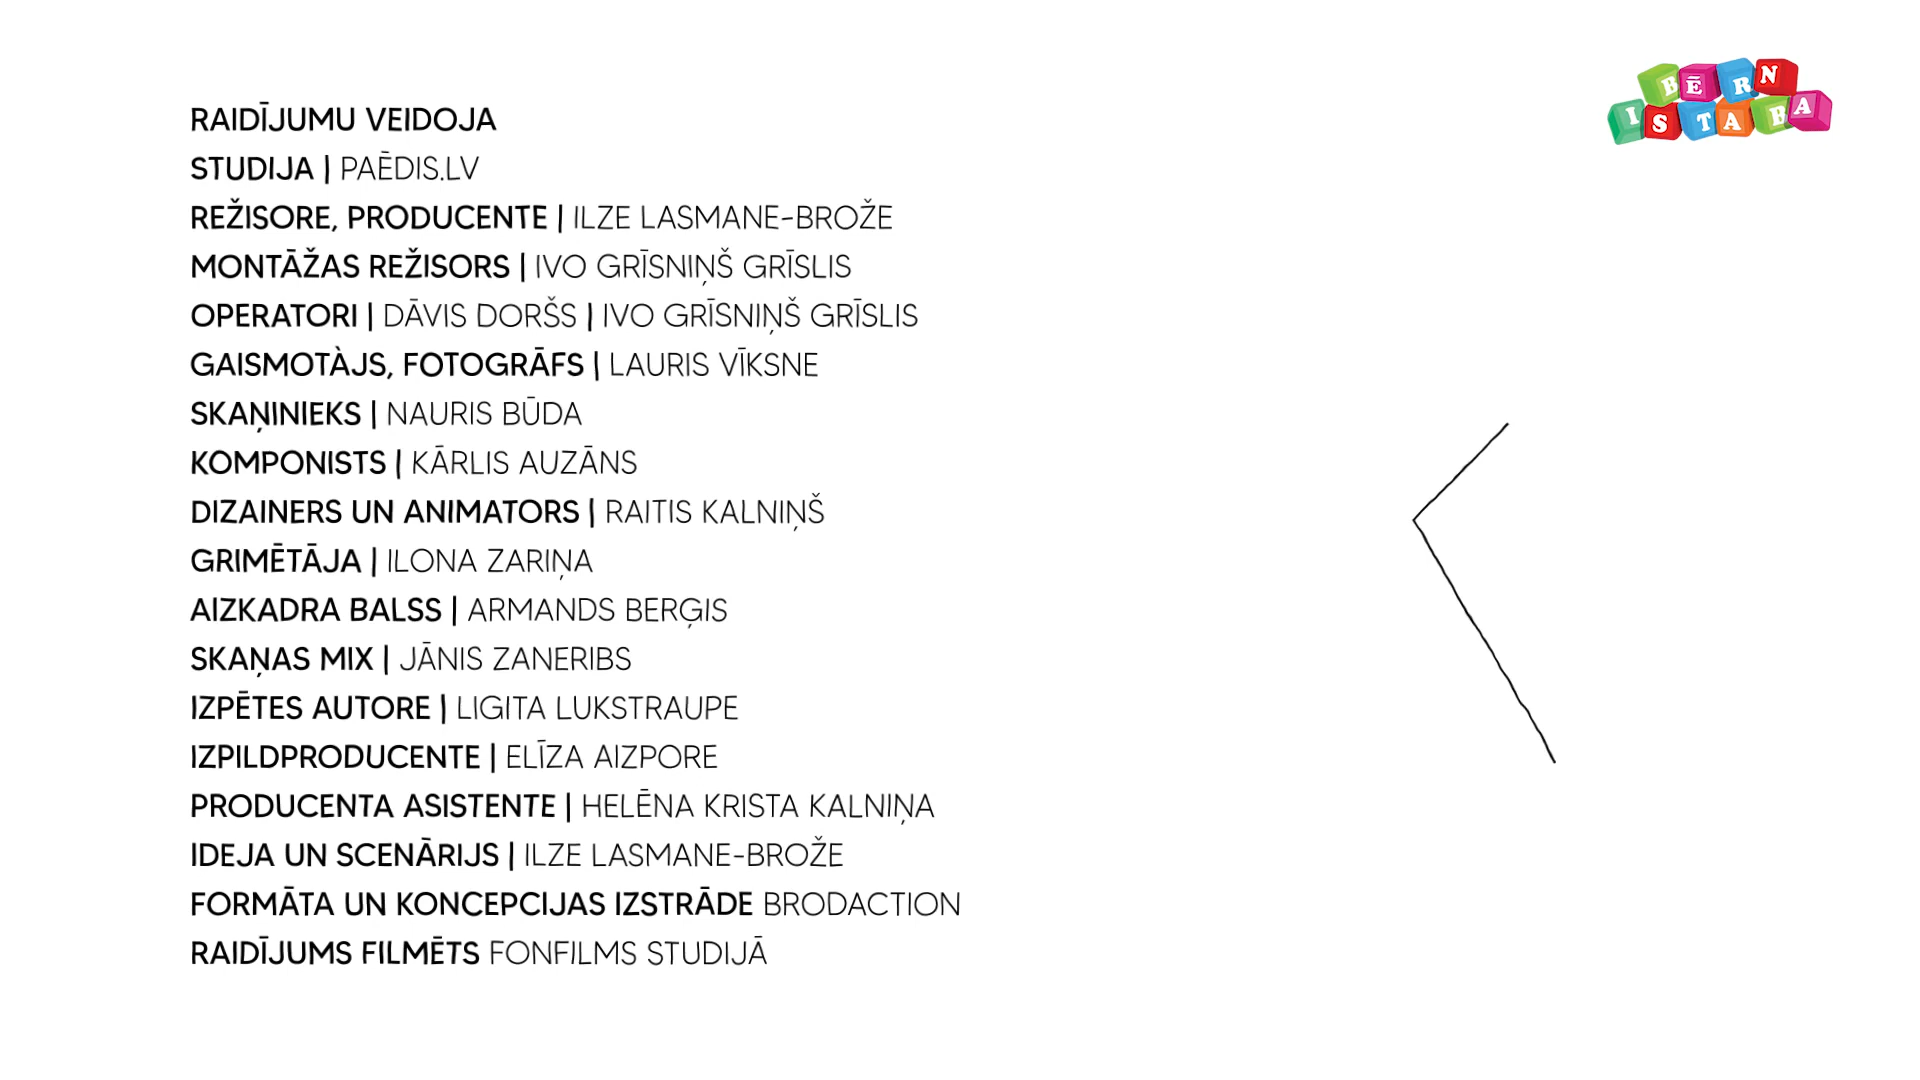 RAIDĪJUMU VEIDOJA
STUDIJA | PAĒDIS.LV
REŽISORE, PRODUCENTE | ILZE LASMANE-BROŽE
MONTĀŽAS REŽISORS | IVO GRĪSNIŅŠ GRĪSLIS
OPERATORI | DĀVIS DORŠS | IVO GRĪSNIŅŠ GRĪSLIS
GAISMOTÀJS, FOTOGRĀFS | LAURIS VĪKSNE
SKAŅINIEKS | NAURIS BŪDA
KOMPONISTS | KĀRLIS AUZĀNS
DIZAINERS UN ANIMATORS | RAITIS KALNIŅŠ
GRIMĒTĀJA | ILONA ZARIŅA
AIZKADRA BALSS | ARMANDS BERĢIS
SKAŅAS MIX | JĀNIS ZANERIBS
IZPĒTES AUTORE | LIGITA LUKSTRAUPE
IZPILDPRODUCENTE | ELĪZA AIZPORE
PRODUCENTA ASISTENTE | HELĒNA KRISTA KALNIŅA
IDEJA UN SCENĀRIJS | ILZE LASMANE-BROŽE
FORMĀTA UN KONCEPCIJAS IZSTRĀDE BRODACTION
RAIDĪJUMS FILMĒTS FONFILMS STUDIJĀ
BĒRN
ISTABA